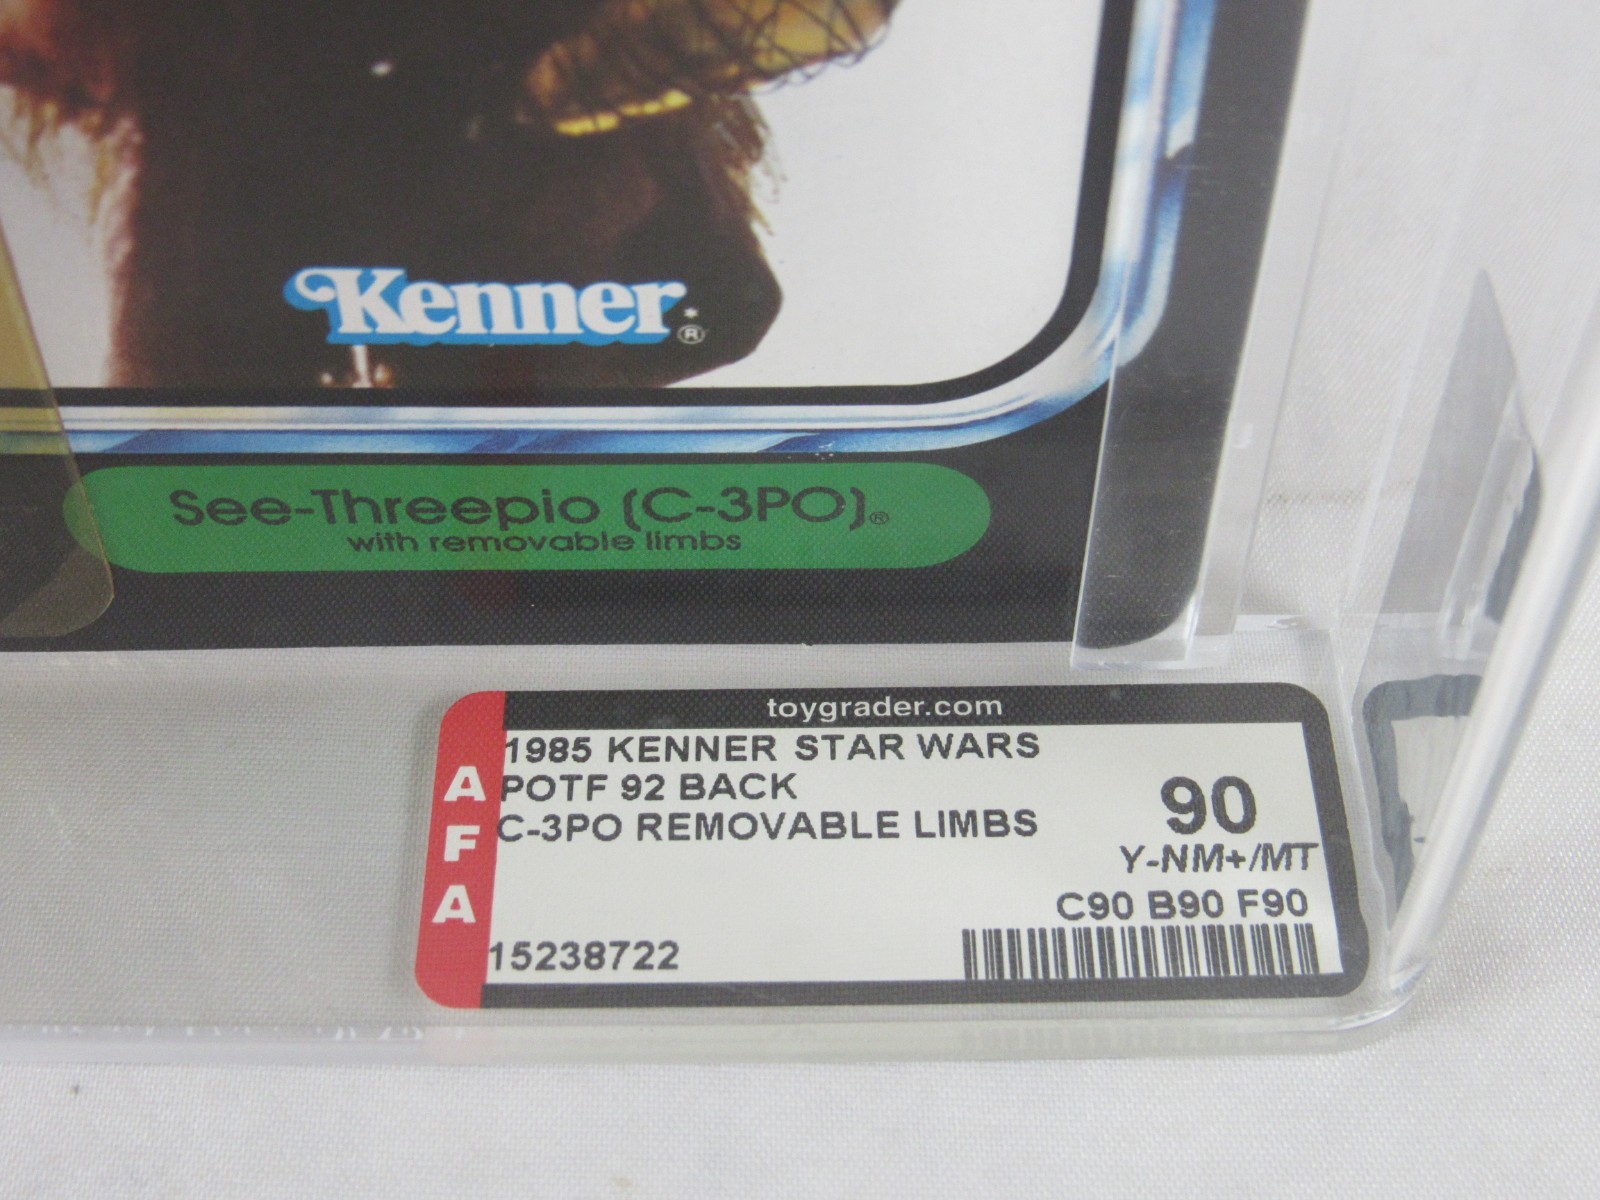 Kenner®
See-Threepio (C-3PO)®
with removable limbs
toygrader.com
AFA
1985 KENNER STAR WARS
POTF 92 BACK
C-3PO REMOVABLE LIMBS
90
Y-NM+/MT
C90 B90 F90
15238722